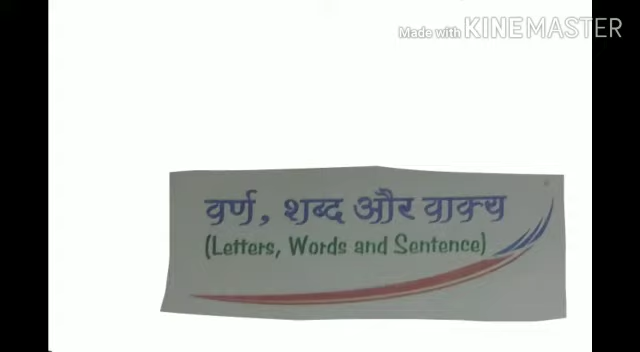 Made with KINEMASTER
वर्ण, शब्द और वाक्य
(Letters, Words and Sentence)